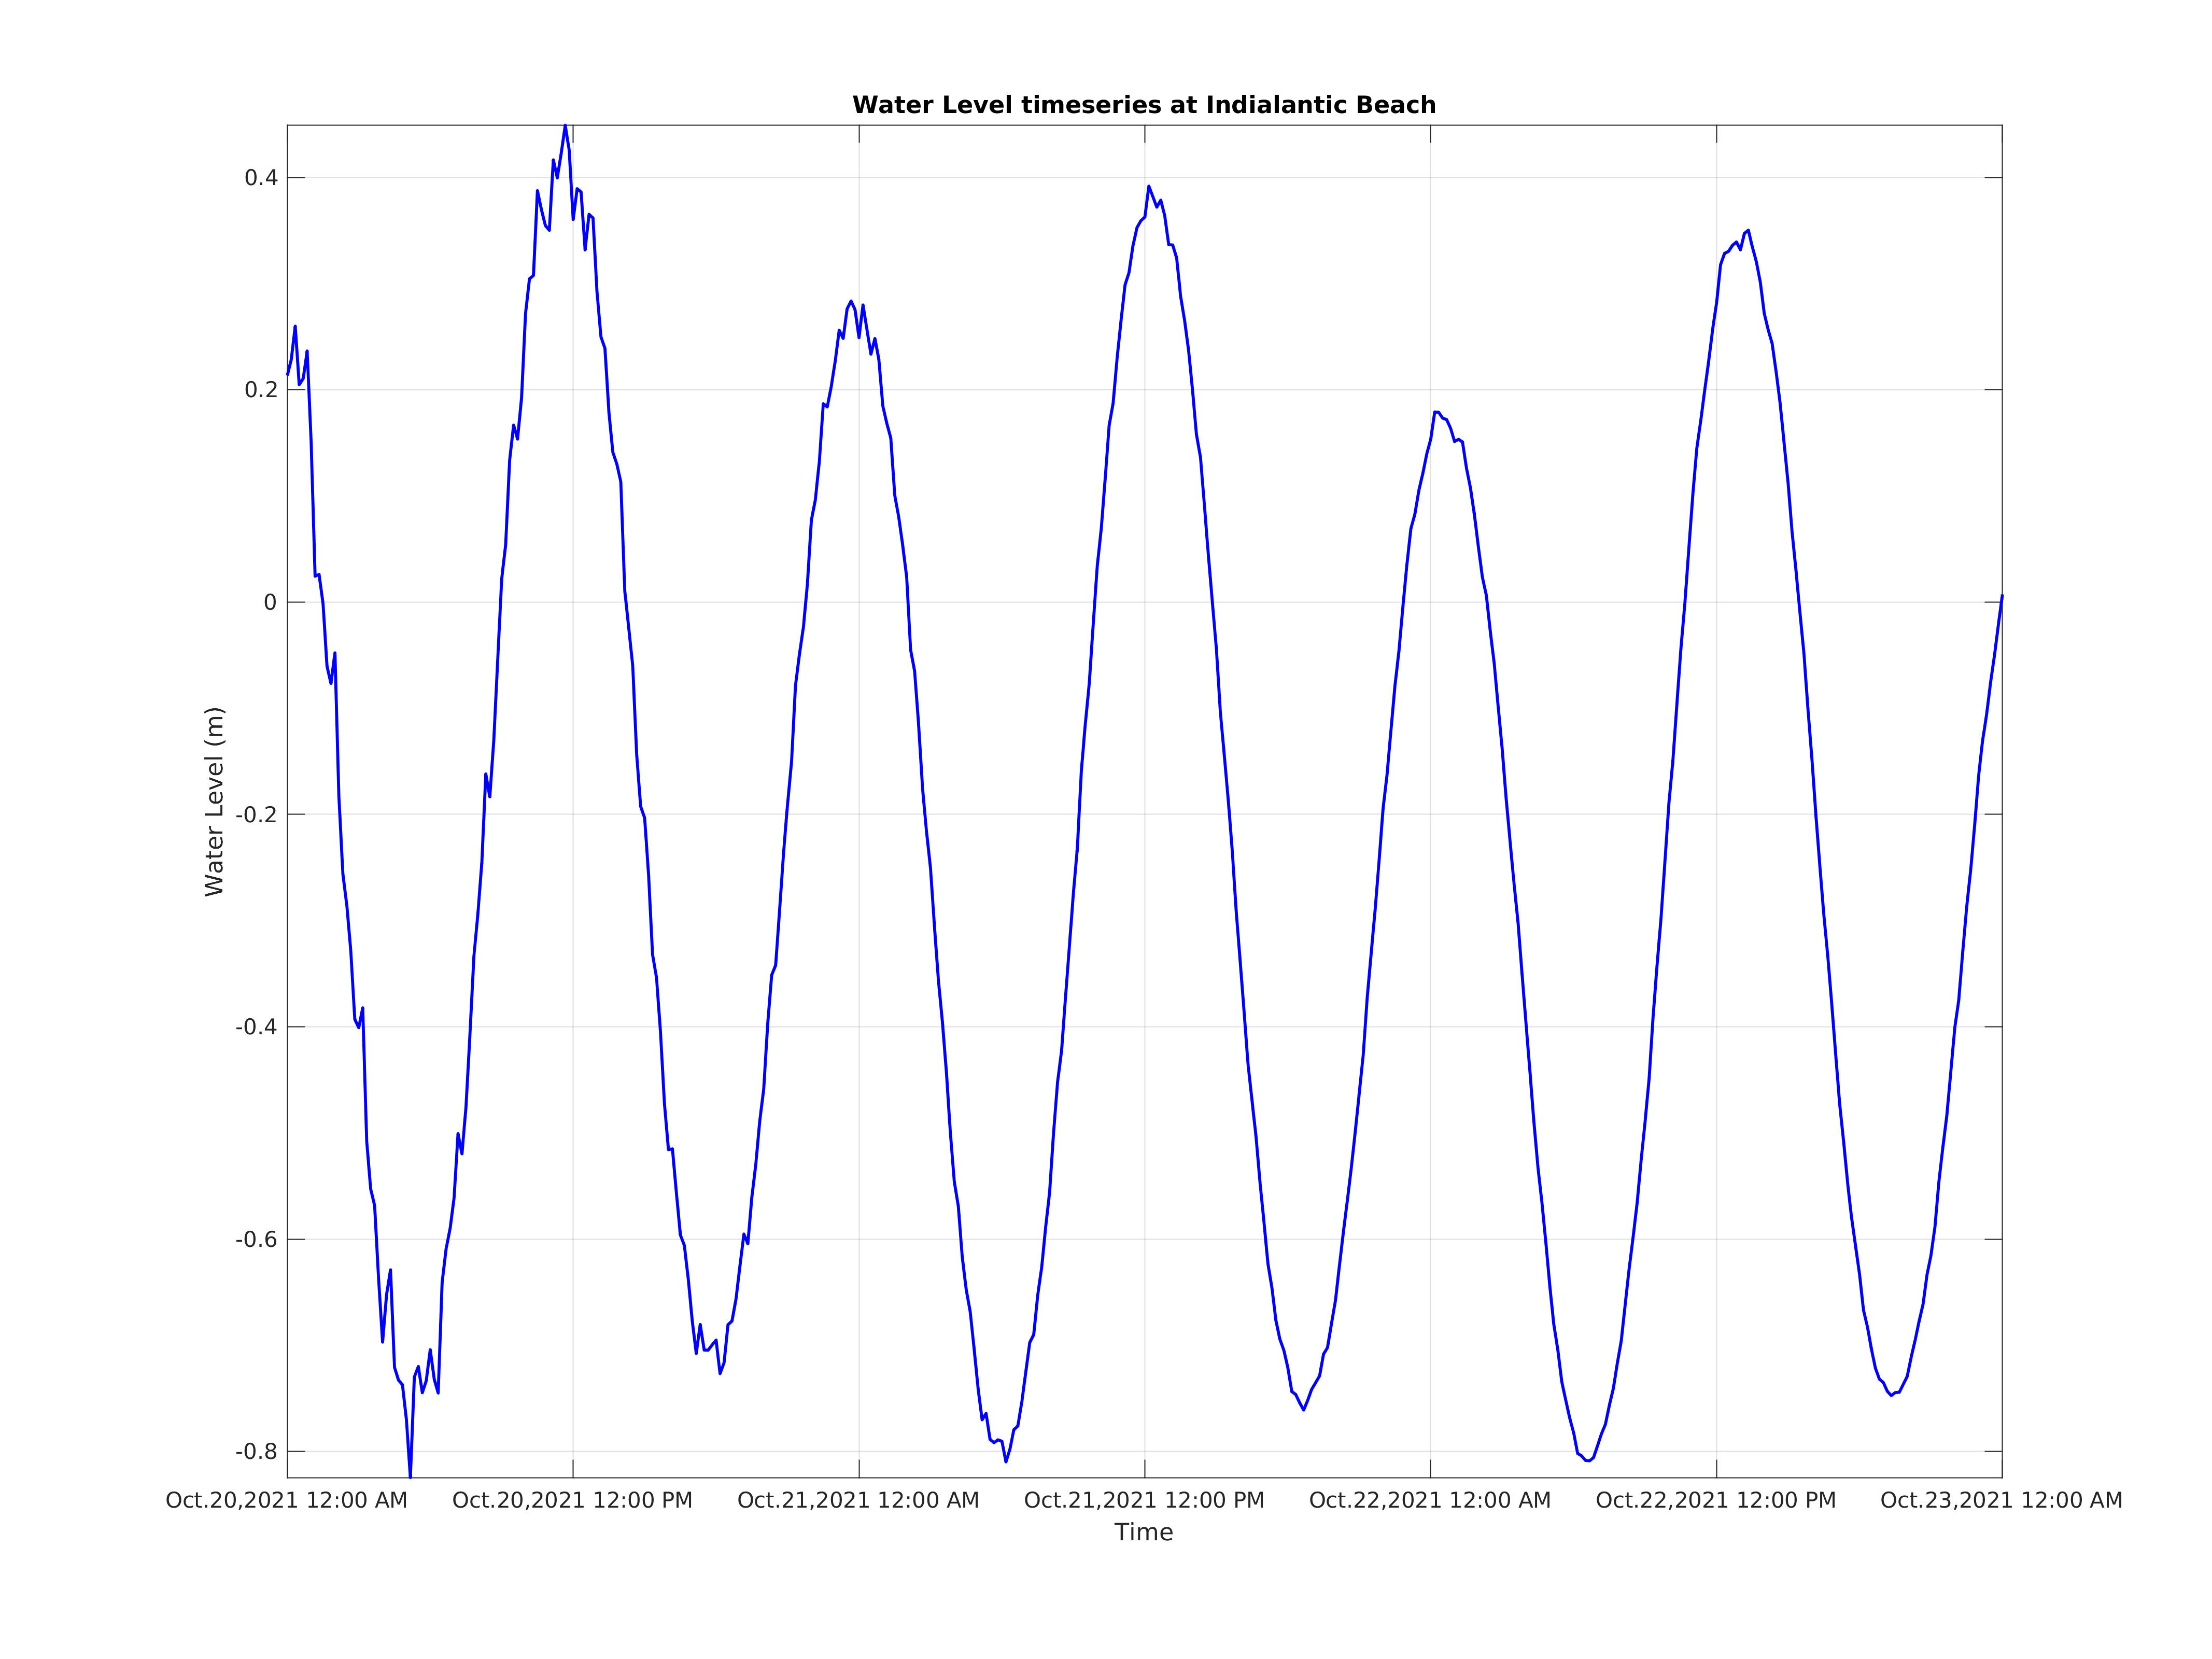 Water Level timeseries at Indialantic Beach
0.4
0.2
0
-0.2
-0.4
-0.6
-0.8
Water Level (m)
Oct.20,2021 12:00 AM
Oct.20,2021 12:00 PM
Oct.21,2021 12:00 AM
Oct.21,2021 12:00 PM
Oct.22,2021 12:00 AM
Oct.22,2021 12:00 PM
Oct.23,2021 12:00 AM
Time